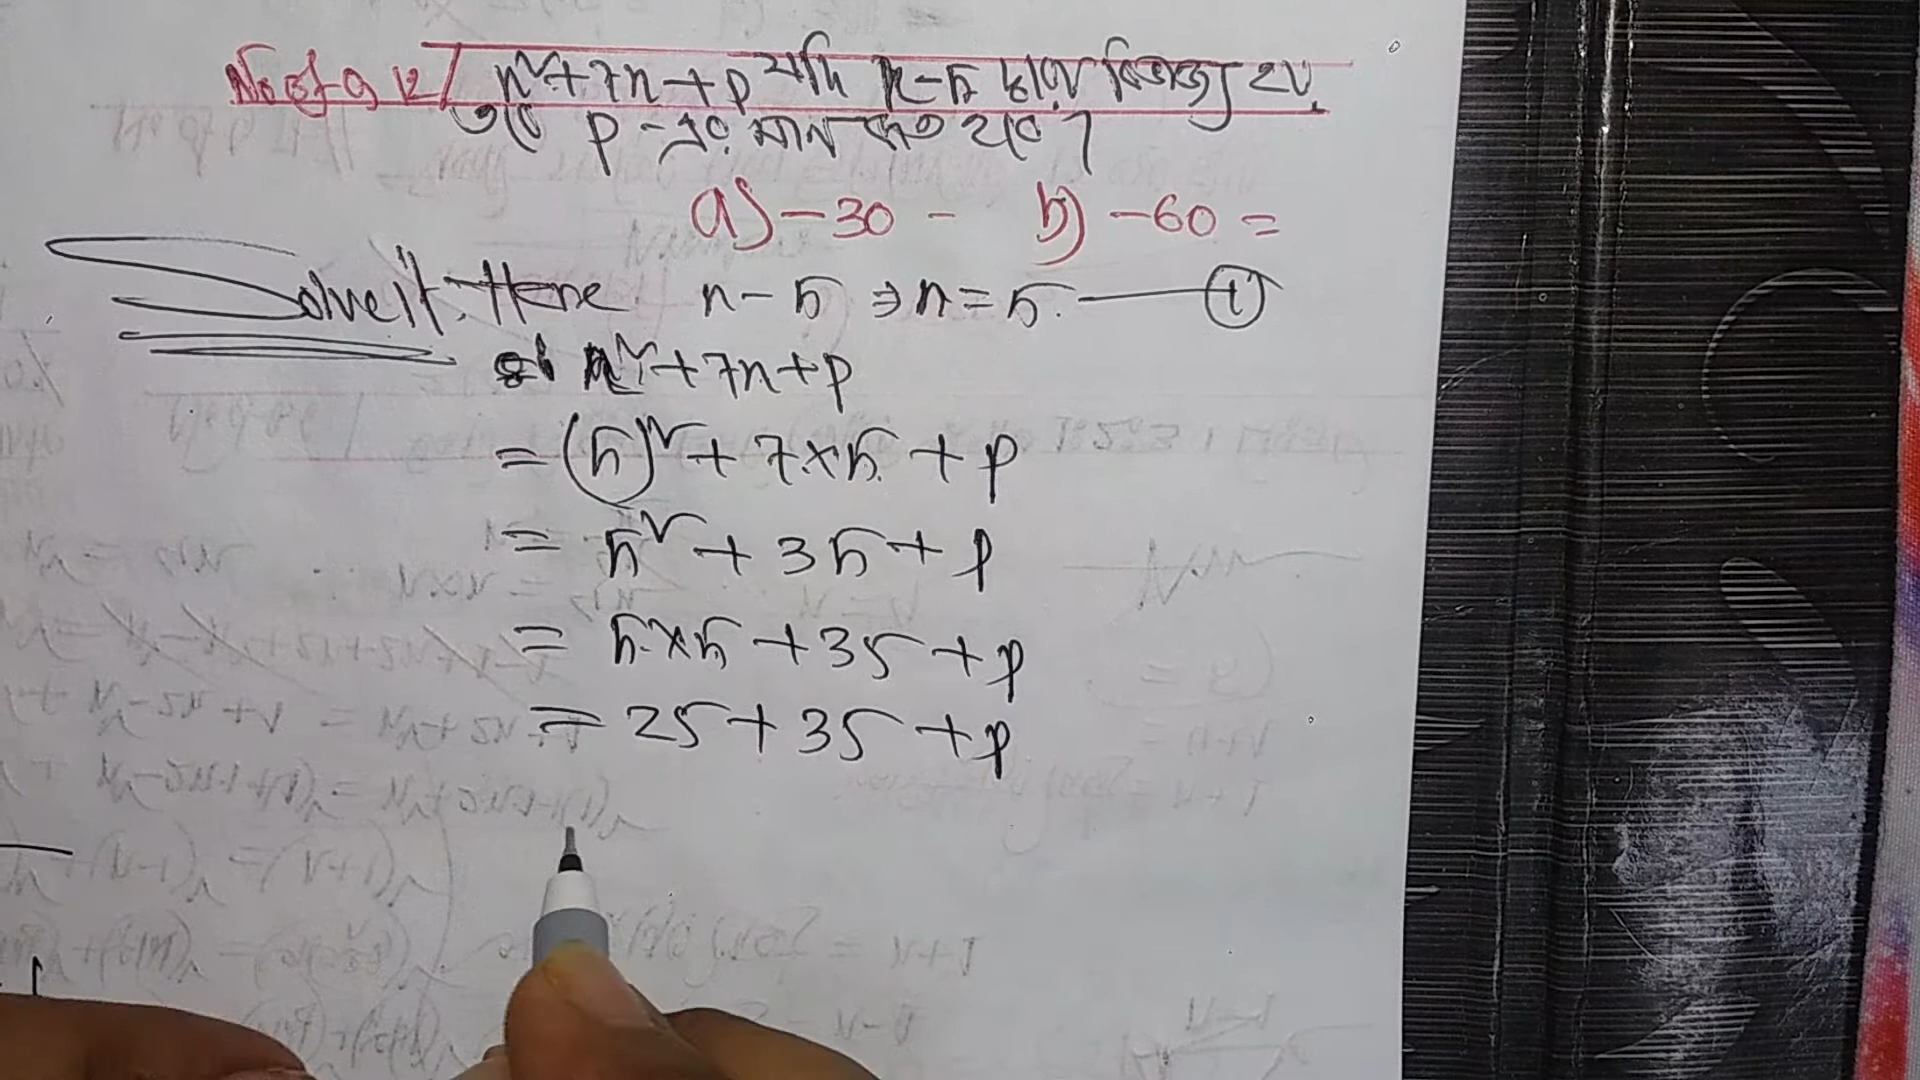 x²+7x+p যদি x-5 দ্বারা বিভাজ্য হয়.
তবে p-এর মান কত হবে?
a) -30 - b) -60 =
Solve it: Here x-5 ⇒ x=5. — (1)
x²+7x+p
= (5)²+7×5+p
= 5²+35+p
= 5×5+35+p
= 25+35+p